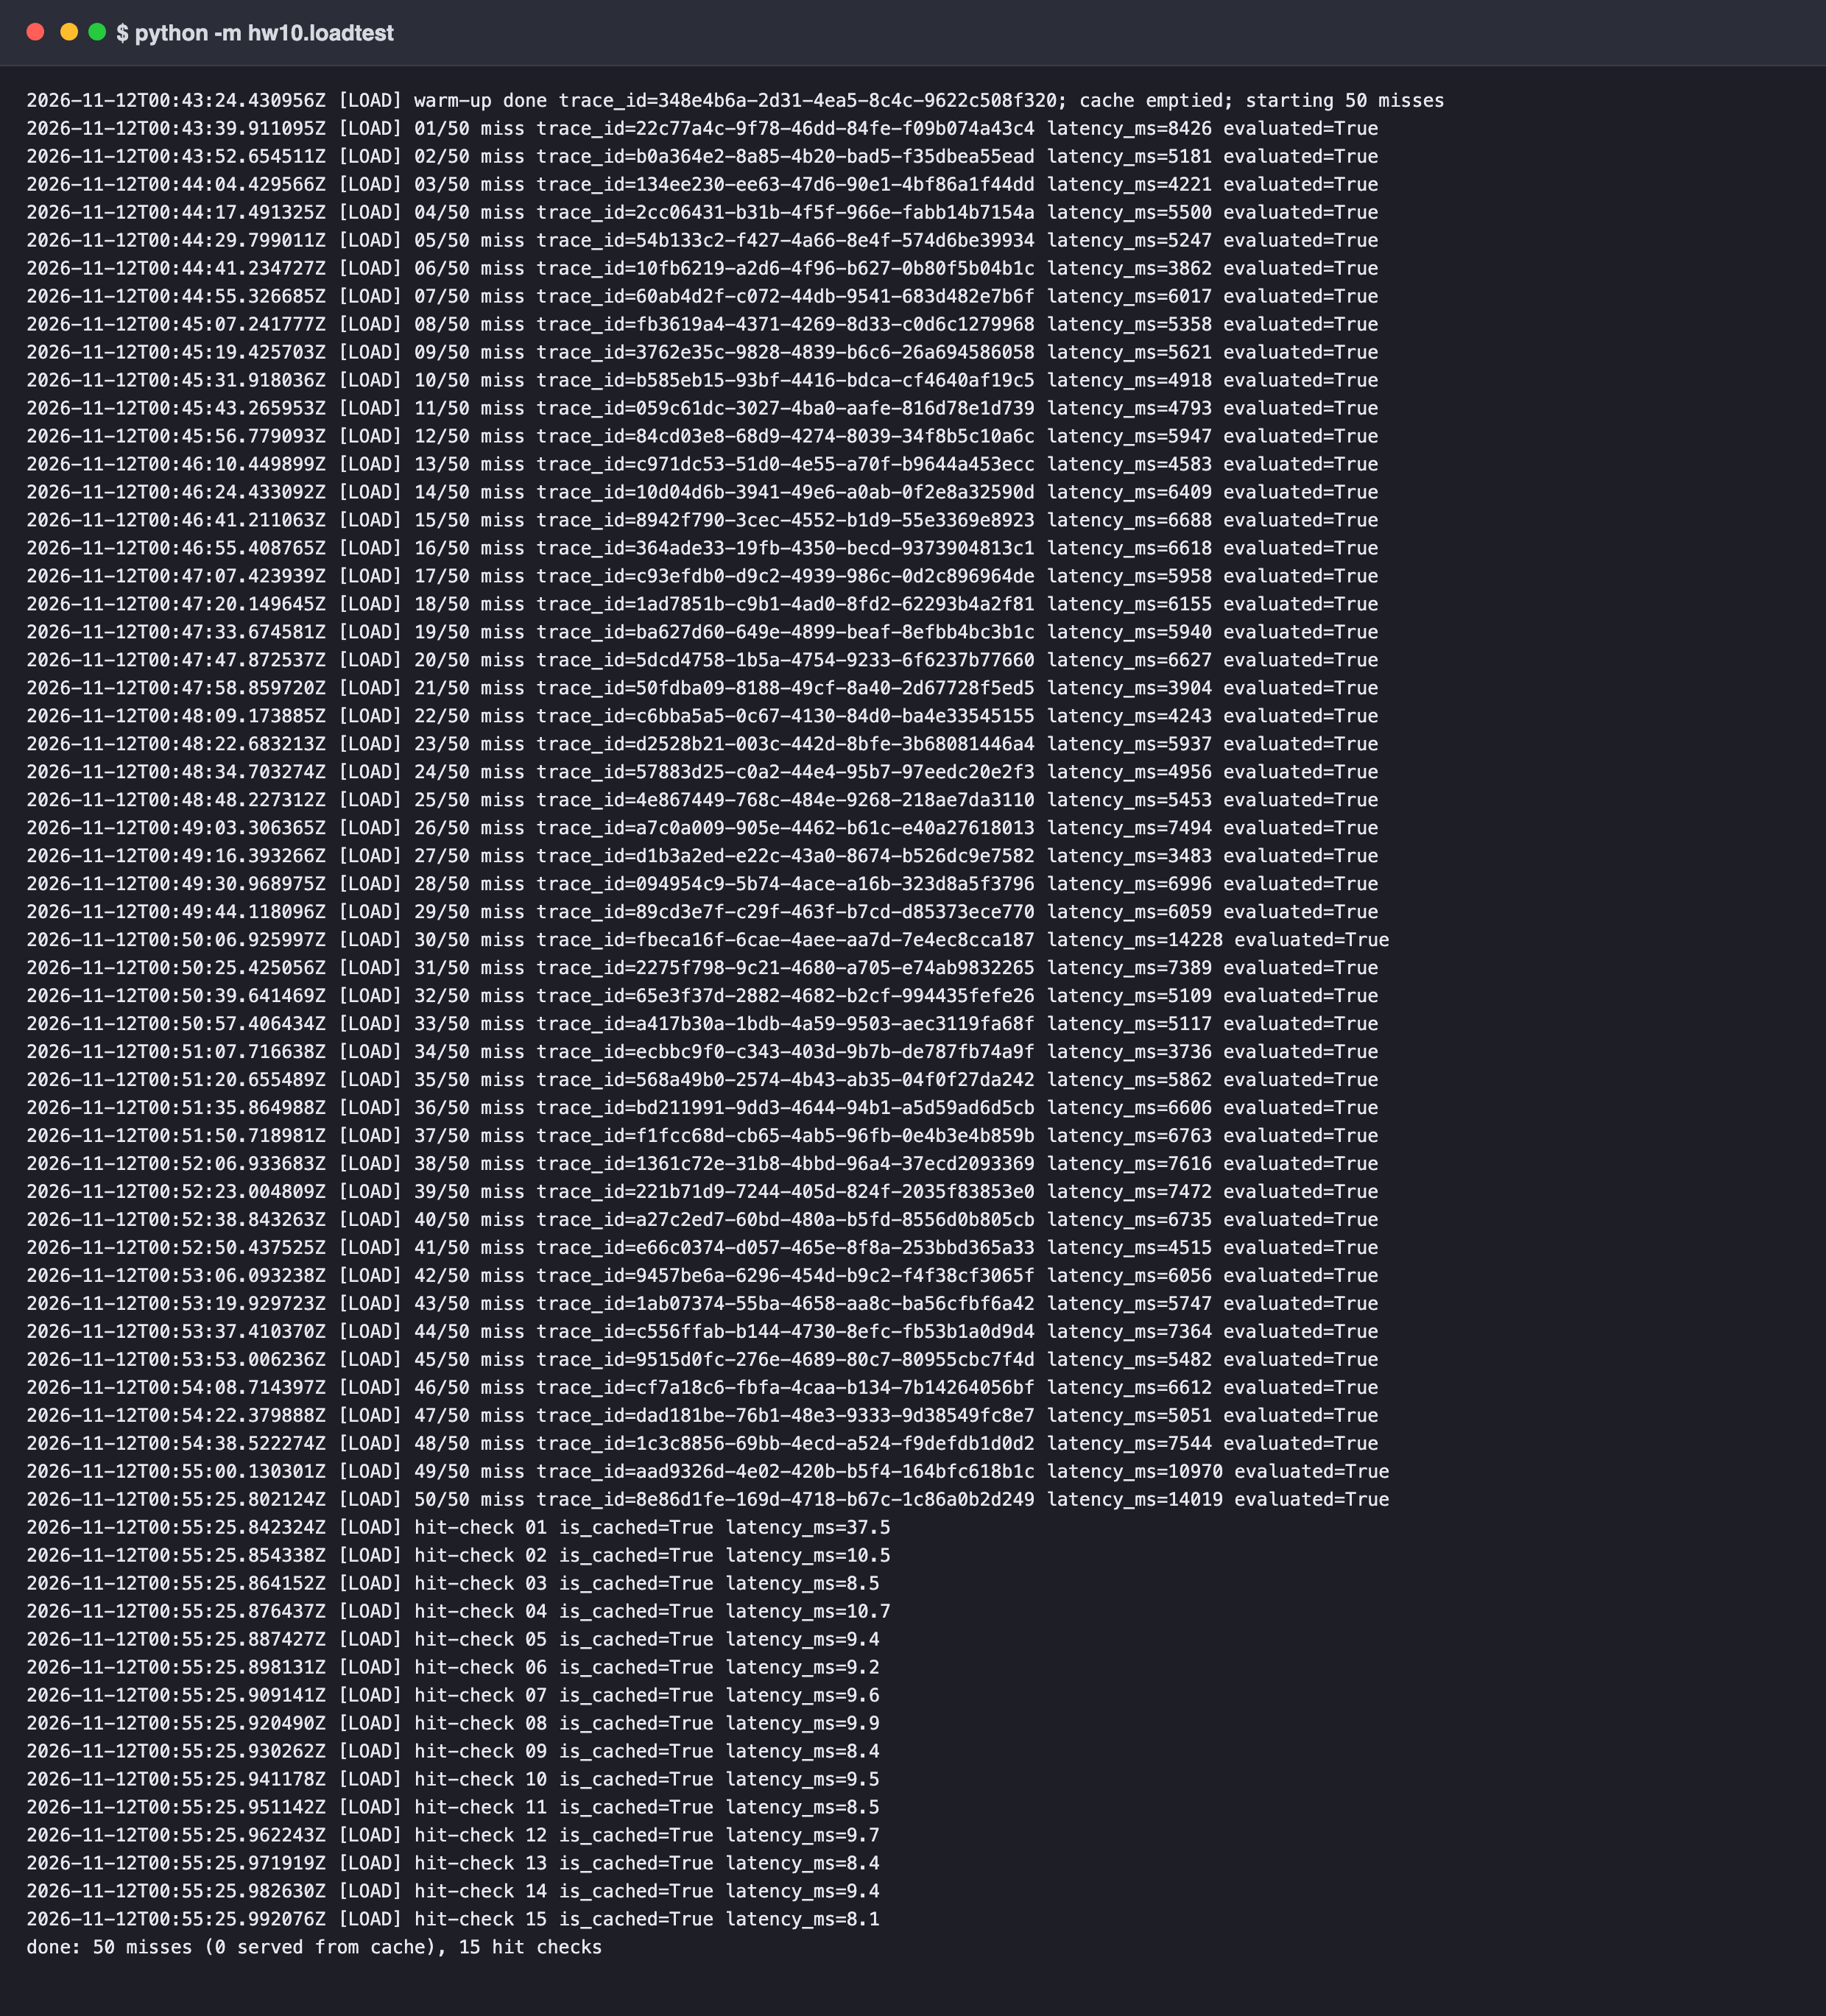 $ python -m hw10.loadtest
2026-11-12T00:43:24.430956Z [LOAD] warm-up done trace_id=348e4b6a-2d31-4ea5-8c4c-9622c508f320; cache emptied; starting 50 misses
2026-11-12T00:43:39.911095Z [LOAD] 01/50 miss trace_id=22c77a4c-9f78-46dd-84fe-f09b074a43c4 latency_ms=8426 evaluated=True
2026-11-12T00:43:52.654511Z [LOAD] 02/50 miss trace_id=b0a364e2-8a85-4b20-bad5-f35dbea55ead latency_ms=5181 evaluated=True
2026-11-12T00:44:04.429566Z [LOAD] 03/50 miss trace_id=134ee230-ee63-47d6-90e1-4bf86a1f44dd latency_ms=4221 evaluated=True
2026-11-12T00:44:17.491325Z [LOAD] 04/50 miss trace_id=2cc06431-b31b-4f5f-966e-fabb14b7154a latency_ms=5500 evaluated=True
2026-11-12T00:44:29.799011Z [LOAD] 05/50 miss trace_id=54b133c2-f427-4a66-8e4f-574d6be39934 latency_ms=5247 evaluated=True
2026-11-12T00:44:41.234727Z [LOAD] 06/50 miss trace_id=10fb6219-a2d6-4f96-b627-0b80f5b04b1c latency_ms=3862 evaluated=True
2026-11-12T00:44:55.326685Z [LOAD] 07/50 miss trace_id=60ab4d2f-c072-44db-9541-683d482e7b6f latency_ms=6017 evaluated=True
2026-11-12T00:45:07.241777Z [LOAD] 08/50 miss trace_id=fb3619a4-4371-4269-8d33-c0d6c1279968 latency_ms=5358 evaluated=True
2026-11-12T00:45:19.425703Z [LOAD] 09/50 miss trace_id=3762e35c-9828-4839-b6c6-26a694586058 latency_ms=5621 evaluated=True
2026-11-12T00:45:31.918036Z [LOAD] 10/50 miss trace_id=b585eb15-93bf-4416-bdca-cf4640af19c5 latency_ms=4918 evaluated=True
2026-11-12T00:45:43.265953Z [LOAD] 11/50 miss trace_id=059c61dc-3027-4ba0-aafe-816d78e1d739 latency_ms=4793 evaluated=True
2026-11-12T00:45:56.779093Z [LOAD] 12/50 miss trace_id=84cd03e8-68d9-4274-8039-34f8b5c10a6c latency_ms=5947 evaluated=True
2026-11-12T00:46:10.449899Z [LOAD] 13/50 miss trace_id=c971dc53-51d0-4e55-a70f-b9644a453ecc latency_ms=4583 evaluated=True
2026-11-12T00:46:24.433092Z [LOAD] 14/50 miss trace_id=10d04d6b-3941-49e6-a0ab-0f2e8a32590d latency_ms=6409 evaluated=True
2026-11-12T00:46:41.211063Z [LOAD] 15/50 miss trace_id=8942f790-3cec-4552-b1d9-55e3369e8923 latency_ms=6688 evaluated=True
2026-11-12T00:46:55.408765Z [LOAD] 16/50 miss trace_id=364ade33-19fb-4350-becd-9373904813c1 latency_ms=6618 evaluated=True
2026-11-12T00:47:07.423939Z [LOAD] 17/50 miss trace_id=c93efdb0-d9c2-4939-986c-0d2c896964de latency_ms=5958 evaluated=True
2026-11-12T00:47:20.149645Z [LOAD] 18/50 miss trace_id=1ad7851b-c9b1-4ad0-8fd2-62293b4a2f81 latency_ms=6155 evaluated=True
2026-11-12T00:47:33.674581Z [LOAD] 19/50 miss trace_id=ba627d60-649e-4899-beaf-8efbb4bc3b1c latency_ms=5940 evaluated=True
2026-11-12T00:47:47.872537Z [LOAD] 20/50 miss trace_id=5dcd4758-1b5a-4754-9233-6f6237b77660 latency_ms=6627 evaluated=True
2026-11-12T00:47:58.859720Z [LOAD] 21/50 miss trace_id=50fdba09-8188-49cf-8a40-2d67728f5ed5 latency_ms=3904 evaluated=True
2026-11-12T00:48:09.173885Z [LOAD] 22/50 miss trace_id=c6bba5a5-0c67-4130-84d0-ba4e33545155 latency_ms=4243 evaluated=True
2026-11-12T00:48:22.683213Z [LOAD] 23/50 miss trace_id=d2528b21-003c-442d-8bfe-3b68081446a4 latency_ms=5937 evaluated=True
2026-11-12T00:48:34.703274Z [LOAD] 24/50 miss trace_id=57883d25-c0a2-44e4-95b7-97eedc20e2f3 latency_ms=4956 evaluated=True
2026-11-12T00:48:48.227312Z [LOAD] 25/50 miss trace_id=4e867449-768c-484e-9268-218ae7da3110 latency_ms=5453 evaluated=True
2026-11-12T00:49:03.306365Z [LOAD] 26/50 miss trace_id=a7c0a009-905e-4462-b61c-e40a27618013 latency_ms=7494 evaluated=True
2026-11-12T00:49:16.393266Z [LOAD] 27/50 miss trace_id=d1b3a2ed-e22c-43a0-8674-b526dc9e7582 latency_ms=3483 evaluated=True
2026-11-12T00:49:30.968975Z [LOAD] 28/50 miss trace_id=094954c9-5b74-4ace-a16b-323d8a5f3796 latency_ms=6996 evaluated=True
2026-11-12T00:49:44.118096Z [LOAD] 29/50 miss trace_id=89cd3e7f-c29f-463f-b7cd-d85373ece770 latency_ms=6059 evaluated=True
2026-11-12T00:50:06.925997Z [LOAD] 30/50 miss trace_id=fbeca16f-6cae-4aee-aa7d-7e4ec8cca187 latency_ms=14228 evaluated=True
2026-11-12T00:50:25.425056Z [LOAD] 31/50 miss trace_id=2275f798-9c21-4680-a705-e74ab9832265 latency_ms=7389 evaluated=True
2026-11-12T00:50:39.641469Z [LOAD] 32/50 miss trace_id=65e3f37d-2882-4682-b2cf-994435fefe26 latency_ms=5109 evaluated=True
2026-11-12T00:50:57.406434Z [LOAD] 33/50 miss trace_id=a417b30a-1bdb-4a59-9503-aec3119fa68f latency_ms=5117 evaluated=True
2026-11-12T00:51:07.716638Z [LOAD] 34/50 miss trace_id=ecbbc9f0-c343-403d-9b7b-de787fb74a9f latency_ms=3736 evaluated=True
2026-11-12T00:51:20.655489Z [LOAD] 35/50 miss trace_id=568a49b0-2574-4b43-ab35-04f0f27da242 latency_ms=5862 evaluated=True
2026-11-12T00:51:35.864988Z [LOAD] 36/50 miss trace_id=bd211991-9dd3-4644-94b1-a5d59ad6d5cb latency_ms=6606 evaluated=True
2026-11-12T00:51:50.718981Z [LOAD] 37/50 miss trace_id=f1fcc68d-cb65-4ab5-96fb-0e4b3e4b859b latency_ms=6763 evaluated=True
2026-11-12T00:52:06.933683Z [LOAD] 38/50 miss trace_id=1361c72e-31b8-4bbd-96a4-37ecd2093369 latency_ms=7616 evaluated=True
2026-11-12T00:52:23.004809Z [LOAD] 39/50 miss trace_id=221b71d9-7244-405d-824f-2035f83853e0 latency_ms=7472 evaluated=True
2026-11-12T00:52:38.843263Z [LOAD] 40/50 miss trace_id=a27c2ed7-60bd-480a-b5fd-8556d0b805cb latency_ms=6735 evaluated=True
2026-11-12T00:52:50.437525Z [LOAD] 41/50 miss trace_id=e66c0374-d057-465e-8f8a-253bbd365a33 latency_ms=4515 evaluated=True
2026-11-12T00:53:06.093238Z [LOAD] 42/50 miss trace_id=9457be6a-6296-454d-b9c2-f4f38cf3065f latency_ms=6056 evaluated=True
2026-11-12T00:53:19.929723Z [LOAD] 43/50 miss trace_id=1ab07374-55ba-4658-aa8c-ba56cfbf6a42 latency_ms=5747 evaluated=True
2026-11-12T00:53:37.410370Z [LOAD] 44/50 miss trace_id=c556ffab-b144-4730-8efc-fb53b1a0d9d4 latency_ms=7364 evaluated=True
2026-11-12T00:53:53.006236Z [LOAD] 45/50 miss trace_id=9515d0fc-276e-4689-80c7-80955cbc7f4d latency_ms=5482 evaluated=True
2026-11-12T00:54:08.714397Z [LOAD] 46/50 miss trace_id=cf7a18c6-fbfa-4caa-b134-7b14264056bf latency_ms=6612 evaluated=True
2026-11-12T00:54:22.379888Z [LOAD] 47/50 miss trace_id=dad181be-76b1-48e3-9333-9d38549fc8e7 latency_ms=5051 evaluated=True
2026-11-12T00:54:38.522274Z [LOAD] 48/50 miss trace_id=1c3c8856-69bb-4ecd-a524-f9defdb1d0d2 latency_ms=7544 evaluated=True
2026-11-12T00:55:00.130301Z [LOAD] 49/50 miss trace_id=aad9326d-4e02-420b-b5f4-164bfc618b1c latency_ms=10970 evaluated=True
2026-11-12T00:55:25.802124Z [LOAD] 50/50 miss trace_id=8e86d1fe-169d-4718-b67c-1c86a0b2d249 latency_ms=14019 evaluated=True
2026-11-12T00:55:25.842324Z [LOAD] hit-check 01 is_cached=True latency_ms=37.5
2026-11-12T00:55:25.854338Z [LOAD] hit-check 02 is_cached=True latency_ms=10.5
2026-11-12T00:55:25.864152Z [LOAD] hit-check 03 is_cached=True latency_ms=8.5
2026-11-12T00:55:25.876437Z [LOAD] hit-check 04 is_cached=True latency_ms=10.7
2026-11-12T00:55:25.887427Z [LOAD] hit-check 05 is_cached=True latency_ms=9.4
2026-11-12T00:55:25.898131Z [LOAD] hit-check 06 is_cached=True latency_ms=9.2
2026-11-12T00:55:25.909141Z [LOAD] hit-check 07 is_cached=True latency_ms=9.6
2026-11-12T00:55:25.920490Z [LOAD] hit-check 08 is_cached=True latency_ms=9.9
2026-11-12T00:55:25.930262Z [LOAD] hit-check 09 is_cached=True latency_ms=8.4
2026-11-12T00:55:25.941178Z [LOAD] hit-check 10 is_cached=True latency_ms=9.5
2026-11-12T00:55:25.951142Z [LOAD] hit-check 11 is_cached=True latency_ms=8.5
2026-11-12T00:55:25.962243Z [LOAD] hit-check 12 is_cached=True latency_ms=9.7
2026-11-12T00:55:25.971919Z [LOAD] hit-check 13 is_cached=True latency_ms=8.4
2026-11-12T00:55:25.982630Z [LOAD] hit-check 14 is_cached=True latency_ms=9.4
2026-11-12T00:55:25.992076Z [LOAD] hit-check 15 is_cached=True latency_ms=8.1
done: 50 misses (0 served from cache), 15 hit checks